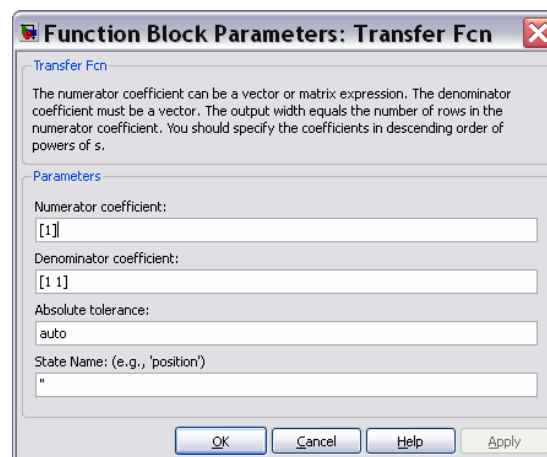 Function Block Parameters: Transfer Fcn
Transfer Fcn
The numerator coefficient can be a vector or matrix expression. The denominator
coefficient must be a vector. The output width equals the number of rows in the
numerator coefficient. You should specify the coefficients in descending order of
powers of s.
Parameters
Numerator coefficient:
[1]
Denominator coefficient:
[1 1]
Absolute tolerance:
auto
State Name: (e.g., 'position')
''
OK Cancel Help Apply